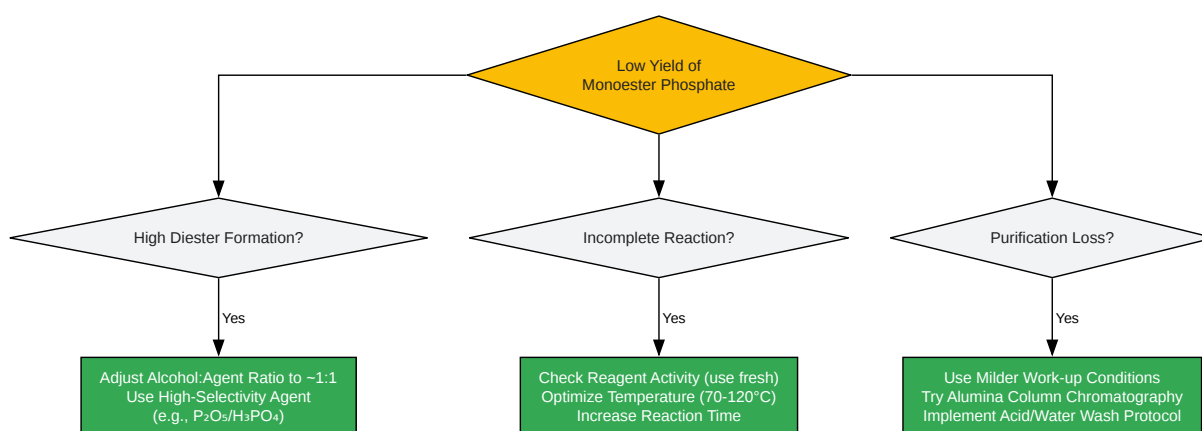 Low Yield of
Monoester Phosphate
High Diester Formation?
Incomplete Reaction?
Purification Loss?
Yes
Yes
Yes
Adjust Alcohol:Agent Ratio to ~1:1
Use High-Selectivity Agent
(e.g., P₂O₅/H₃PO₄)
Check Reagent Activity (use fresh)
Optimize Temperature (70-120°C)
Increase Reaction Time
Use Milder Work-up Conditions
Try Alumina Column Chromatography
Implement Acid/Water Wash Protocol